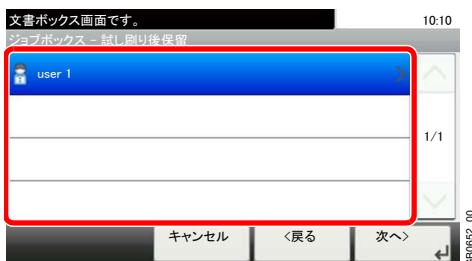 文書ボックス画面です。 10:10
ジョブボックス - 試し刷り後保留
user 1
1/1
キャンセル <戻る 次へ>